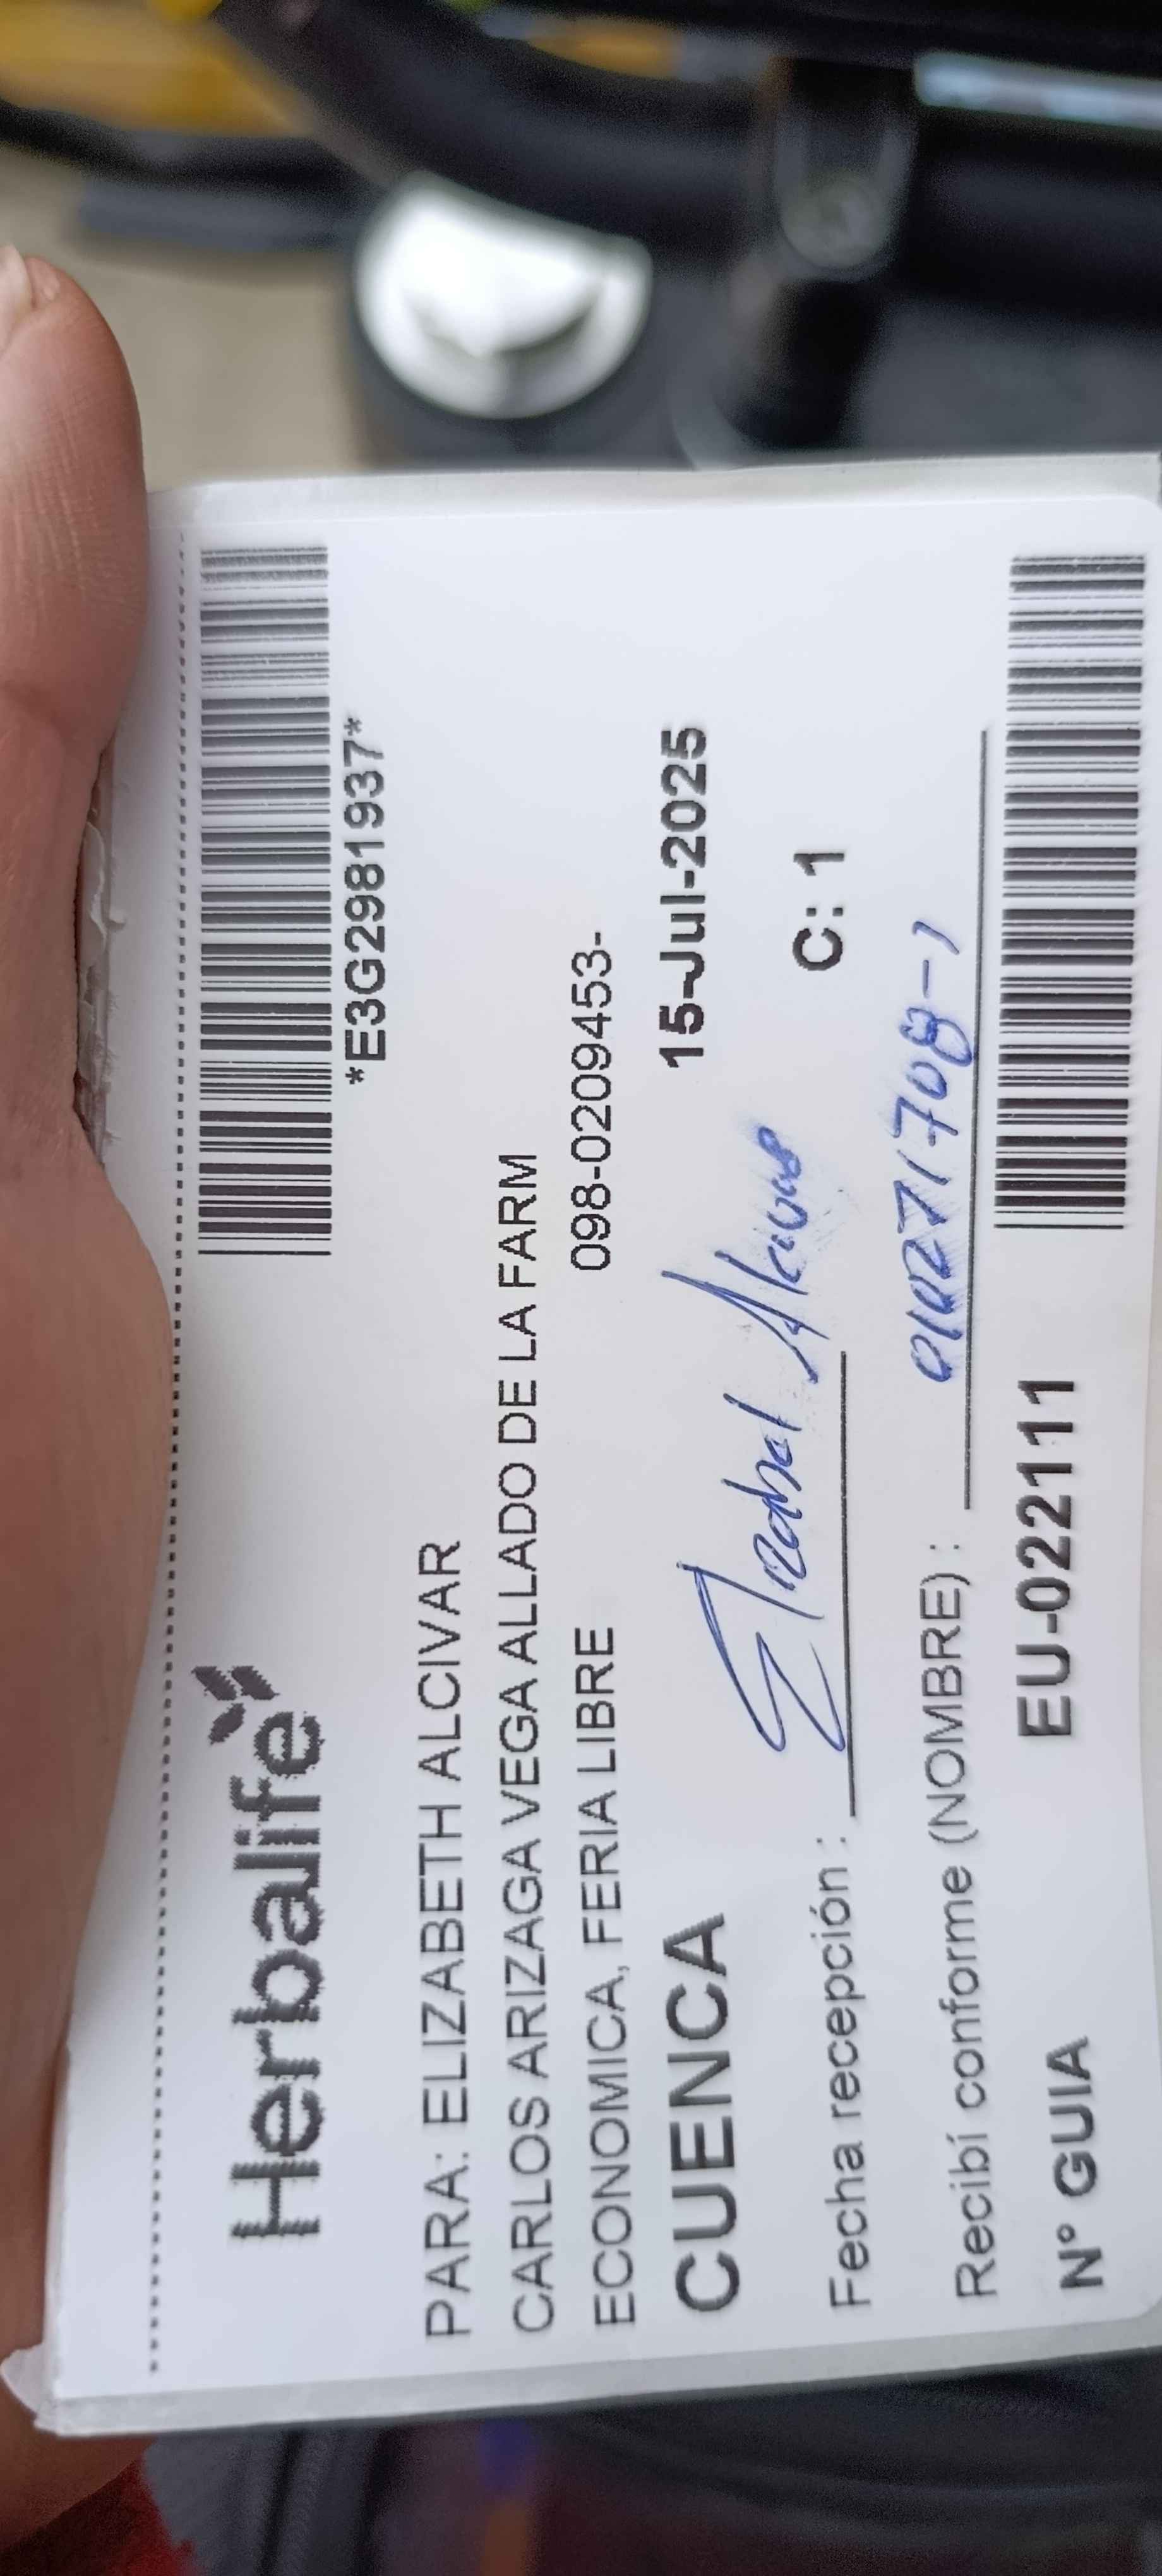 Herbalife
*E3G2981937*
PARA: ELIZABETH ALCIVAR
CARLOS ARIZAGA VEGA ALLADO DE LA FARM
ECONOMICA, FERIA LIBRE 098-0209453-
CUENCA 15-Jul-2025
Fecha recepción : C: 1
Recibí conforme (NOMBRE) :
Nº GUIA EU-022111